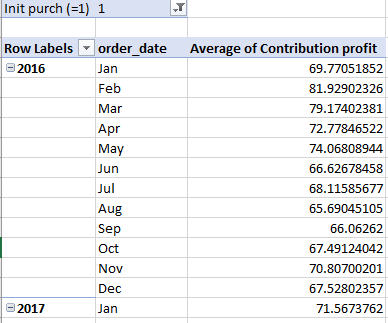 Init purch (=1) 1
Row Labels order_date Average of Contribution profit
2016 Jan 69.77051852
Feb 81.92902326
Mar 79.17402381
Apr 72.77846522
May 74.06808944
Jun 66.62678458
Jul 68.11585677
Aug 65.69045105
Sep 66.06262
Oct 67.49124042
Nov 70.80700201
Dec 67.52802357
2017 Jan 71.5673762